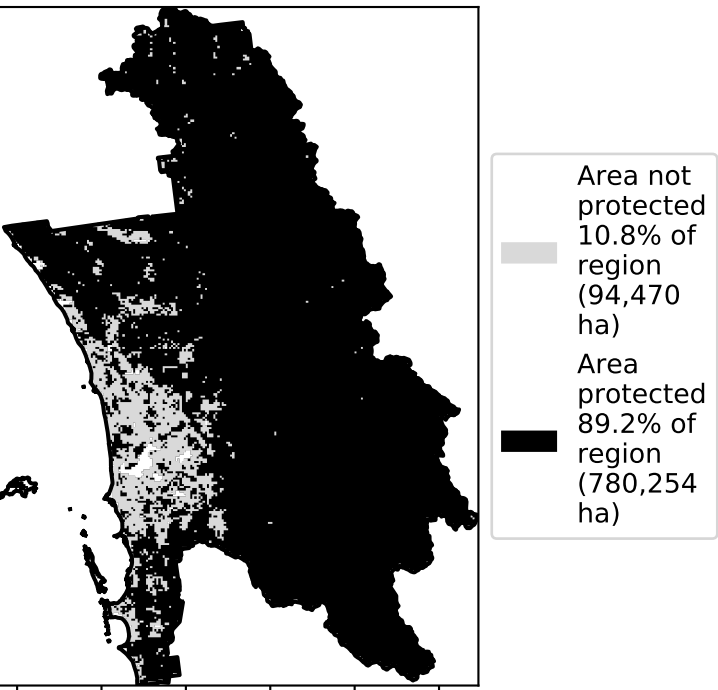 Area not
protected
10.8% of
region
(94,470
ha)
Area
protected
89.2% of
region
(780,254
ha)